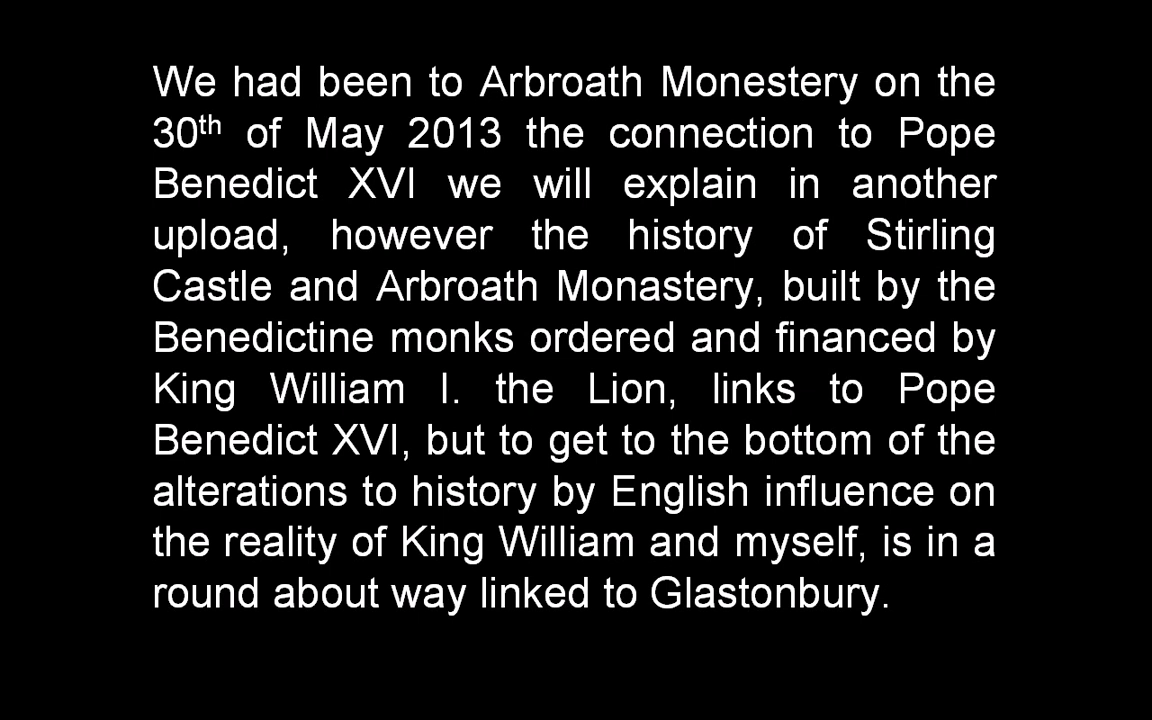 We had been to Arbroath Monestery on the
30th of May 2013 the connection to Pope
Benedict XVI we will explain in another
upload, however the history of Stirling
Castle and Arbroath Monastery, built by the
Benedictine monks ordered and financed by
King William I. the Lion, links to Pope
Benedict XVI, but to get to the bottom of the
alterations to history by English influence on
the reality of King William and myself, is in a
round about way linked to Glastonbury.